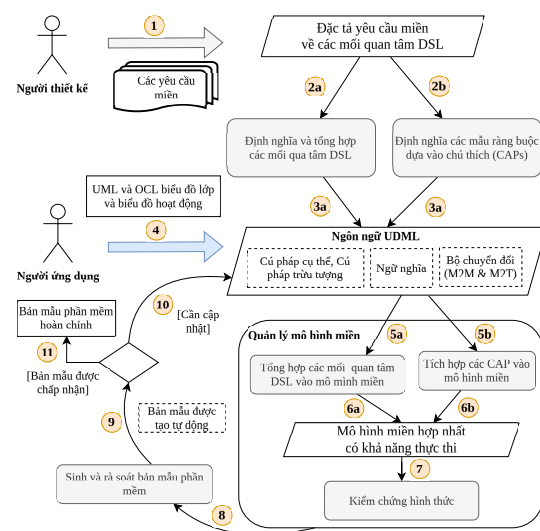 1
Đặc tả yêu cầu miền
về các mối quan tâm DSL
Các yêu cầu
miền
Người thiết kế
2a
2b
Định nghĩa và tổng hợp
các mối qua tâm DSL
Định nghĩa các mẫu ràng buộc
dựa vào chú thích (CAPs)
UML và OCL biểu đồ lớp
và biểu đồ hoạt động
3a
3a
4
Người ứng dụng
Ngôn ngữ UDML
Cú pháp cụ thể, Cú
pháp trừu tượng
Ngữ nghĩa
Bộ chuyển đổi
(M2M & M2T)
10
[Cần cập
nhật]
Bản mẫu phần mềm
hoàn chỉnh
11
[Bản mẫu được
chấp nhận]
Quản lý mô hình miền
5a
5b
Tổng hợp các mối quan tâm
DSL vào mô mình miền
Tích hợp các CAP vào
mô hình miền
6a
6b
9
Bản mẫu được
tạo tự động
Mô hình miền hợp nhất
có khả năng thực thi
7
Sinh và rà soát bản mẫu phần
mềm
Kiểm chứng hình thức
8